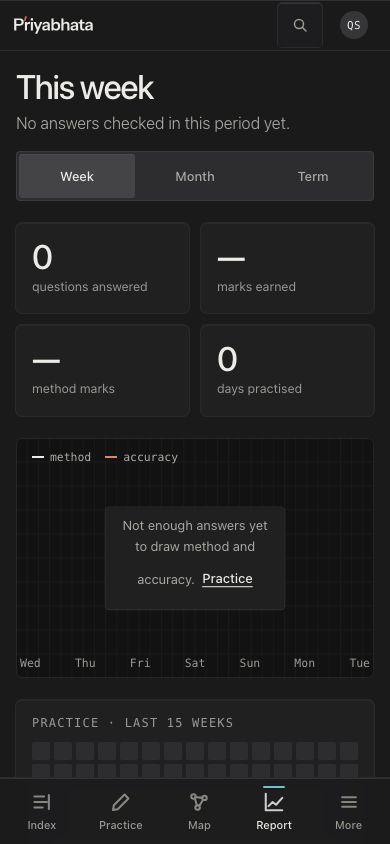 Priyabhata
QS
This week
No answers checked in this period yet.
Week Month Term
0
questions answered
—
marks earned
—
method marks
0
days practised
method accuracy
Not enough answers yet
to draw method and
accuracy. Practice
Wed Thu Fri Sat Sun Mon Tue
PRACTICE · LAST 15 WEEKS
Index Practice Map Report More